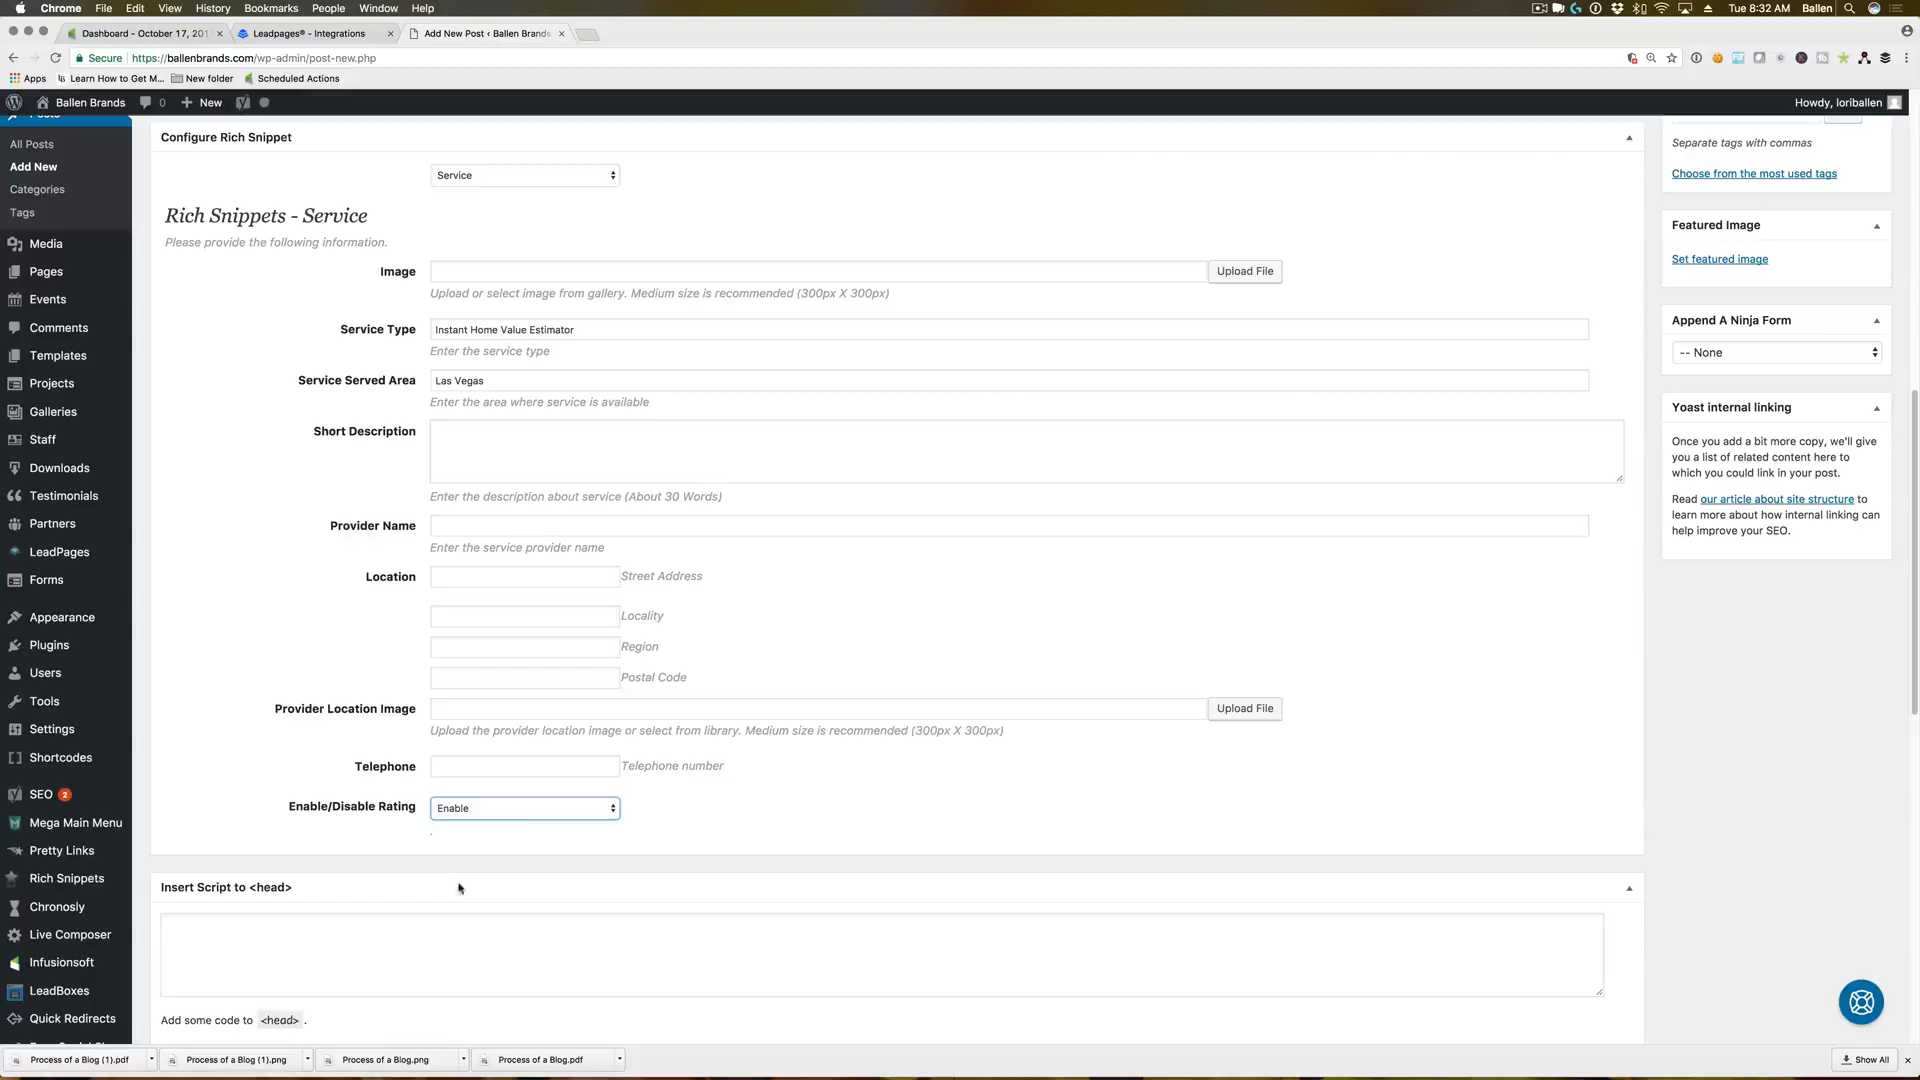 Chrome File Edit View History Bookmarks People Window Help
Tue 8:32 AM Ballen
Dashboard - October 17, 201
Leadpages® - Integrations
Add New Post ‹ Ballen Brands
Secure https://ballenbrands.com/wp-admin/post-new.php
Apps Learn How to Get M... New folder Scheduled Actions
Ballen Brands 0 New
Howdy, loriballen
All Posts
Add New
Categories
Tags
Media
Pages
Events
Comments
Templates
Projects
Galleries
Staff
Downloads
Testimonials
Partners
LeadPages
Forms
Appearance
Plugins
Users
Tools
Settings
Shortcodes
SEO 2
Mega Main Menu
Pretty Links
Rich Snippets
Chronosly
Live Composer
Infusionsoft
LeadBoxes
Quick Redirects
Configure Rich Snippet
Service
Rich Snippets - Service
Please provide the following information.
Image
Upload File
Upload or select image from gallery. Medium size is recommended (300px X 300px)
Service Type Instant Home Value Estimator
Enter the service type
Service Served Area Las Vegas
Enter the area where service is available
Short Description
Enter the description about service (About 30 Words)
Provider Name
Enter the service provider name
Location Street Address
Locality
Region
Postal Code
Provider Location Image
Upload File
Upload the provider location image or select from library. Medium size is recommended (300px X 300px)
Telephone Telephone number
Enable/Disable Rating Enable
.
Insert Script to <head>
Add some code to <head> .
Separate tags with commas
Choose from the most used tags
Featured Image
Set featured image
Append A Ninja Form
-- None
Yoast internal linking
Once you add a bit more copy, we'll give
you a list of related content here to
which you could link in your post.
Read our article about site structure to
learn more about how internal linking can
help improve your SEO.
Process of a Blog (1).pdf
Process of a Blog (1).png
Process of a Blog.png
Process of a Blog.pdf
Show All